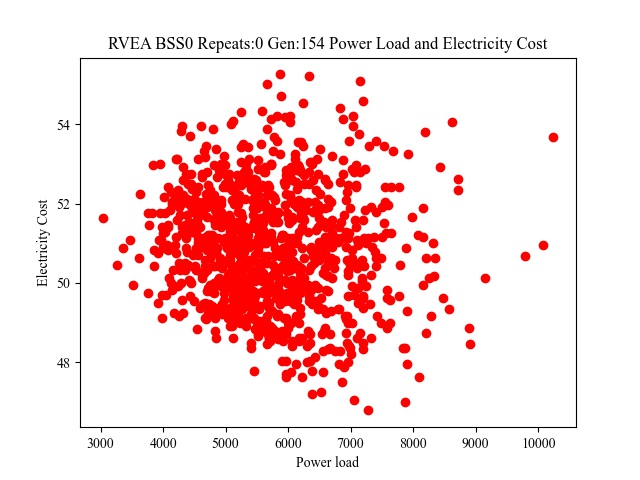 RVEA BSS0 Repeats:0 Gen:154 Power Load and Electricity Cost
54
52
50
48
Electricity Cost
3000 4000 5000 6000 7000 8000 9000 10000
Power load